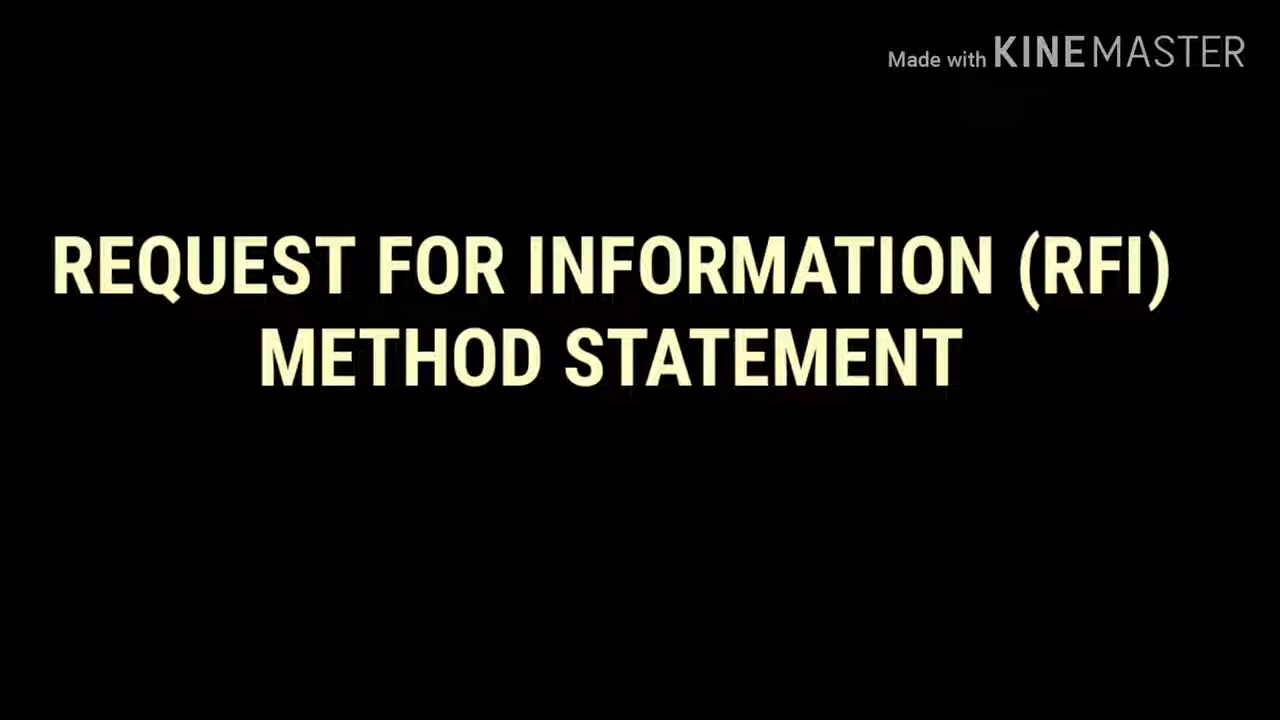 Made with KINEMASTER
REQUEST FOR INFORMATION (RFI)
METHOD STATEMENT